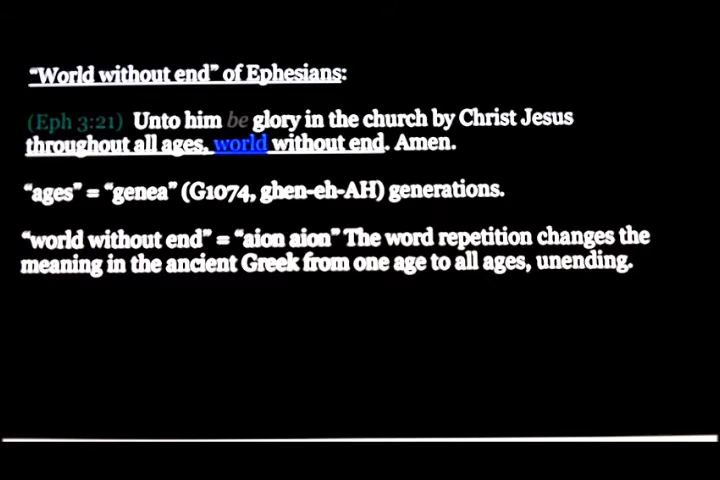 "World without end" of Ephesians:
(Eph 3:21) Unto him be glory in the church by Christ Jesus
throughout all ages, world without end. Amen.
"ages" = "genea" (G1074, ghen-eh-AH) generations.
"world without end" = "aion aion" The word repetition changes the
meaning in the ancient Greek from one age to all ages, unending.